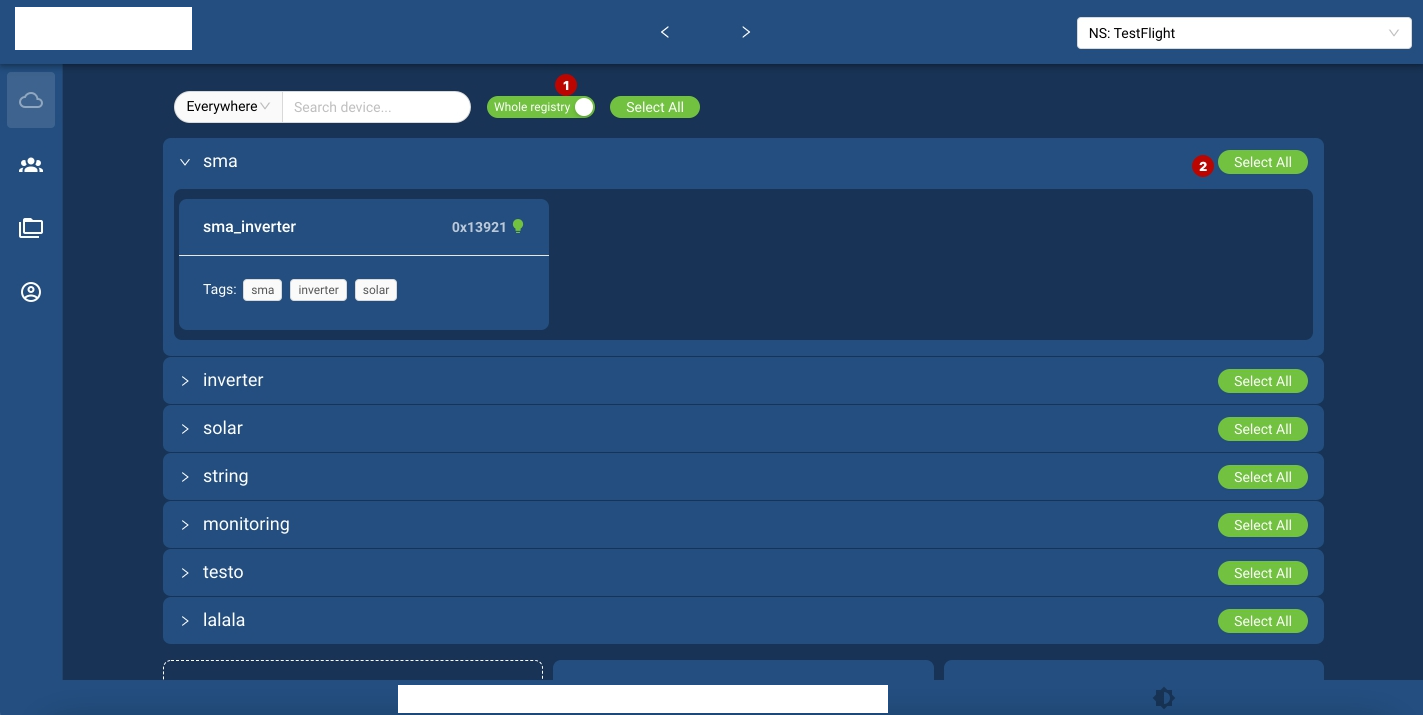 NS: TestFlight
1
Everywhere Search device... Whole registry Select All
sma 2 Select All
sma_inverter 0x13921
Tags: sma inverter solar
inverter Select All
solar Select All
string Select All
monitoring Select All
testo Select All
lalala Select All